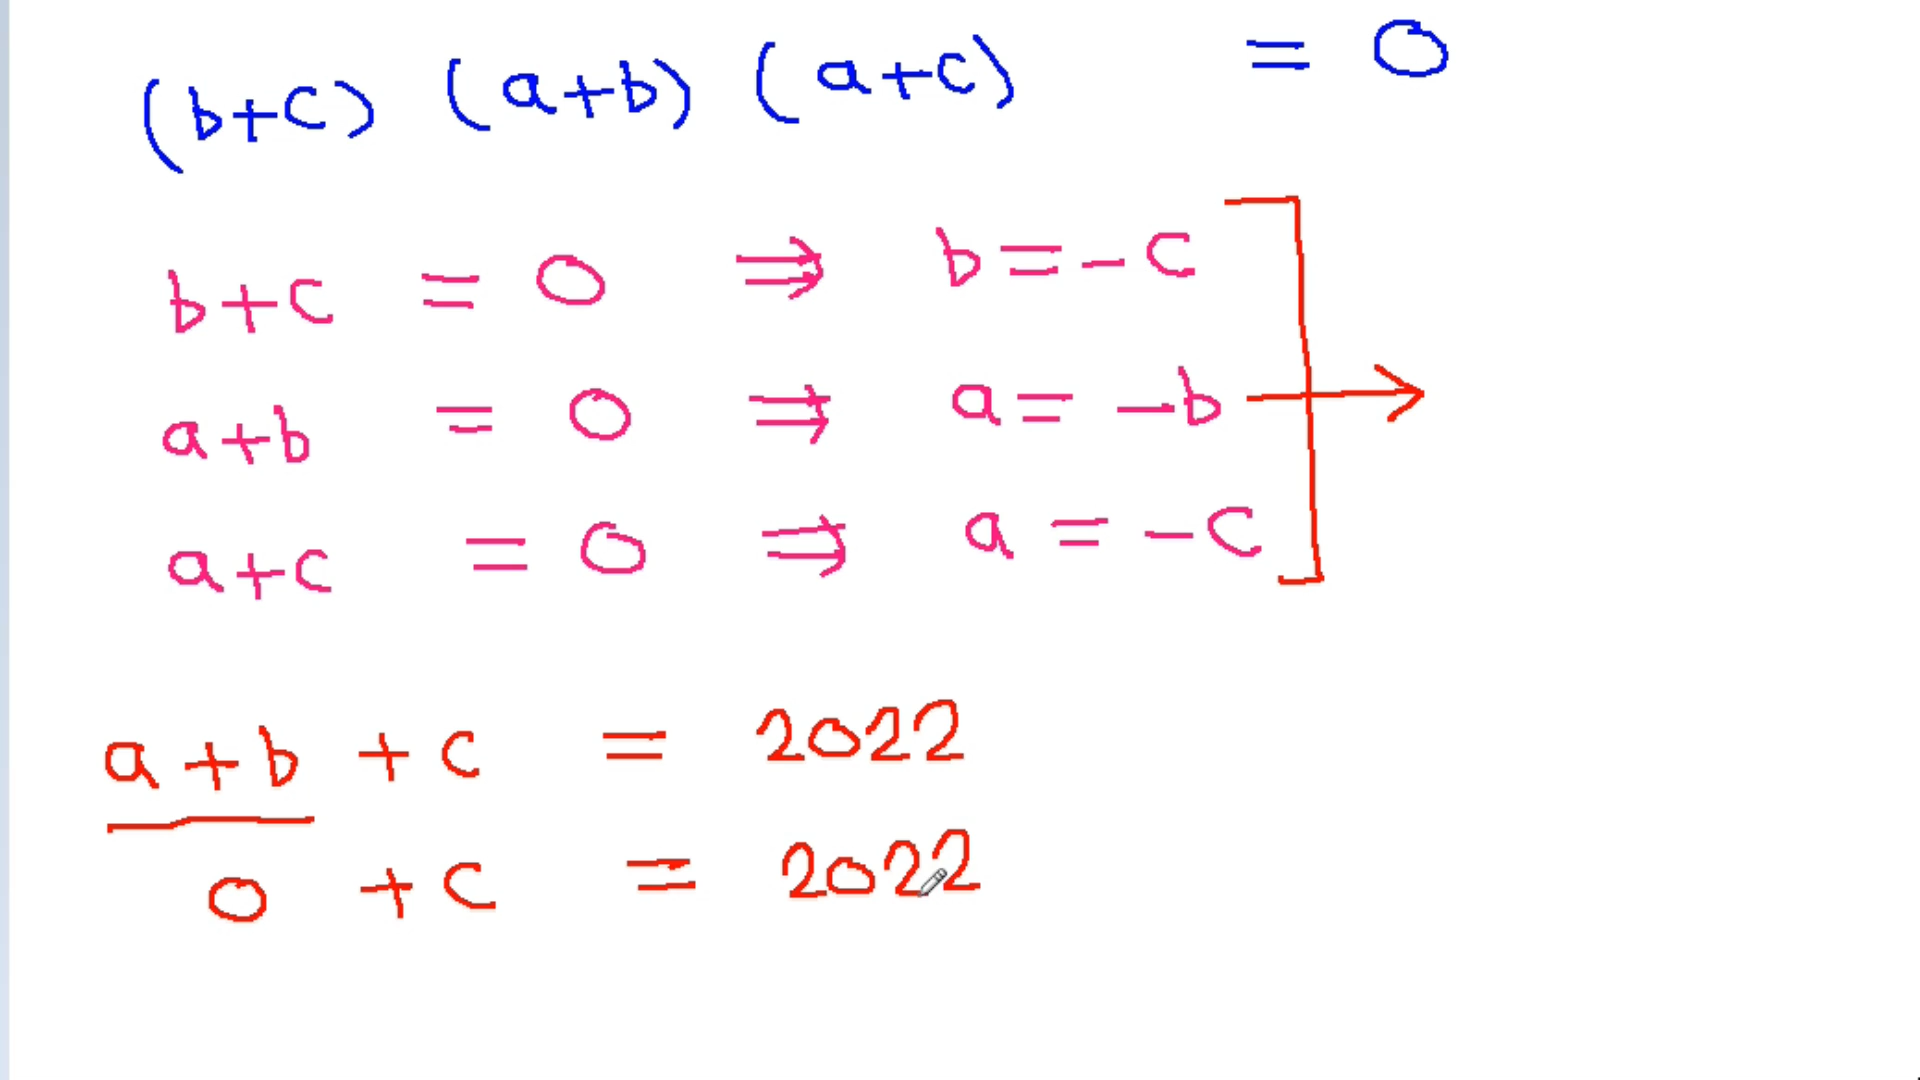 (b+c) (a+b) (a+c) = 0
b+c = 0 ⇒ b = -c
a+b = 0 ⇒ a = -b →
a+c = 0 ⇒ a = -c
a+b + c = 2022
0 + c = 2022